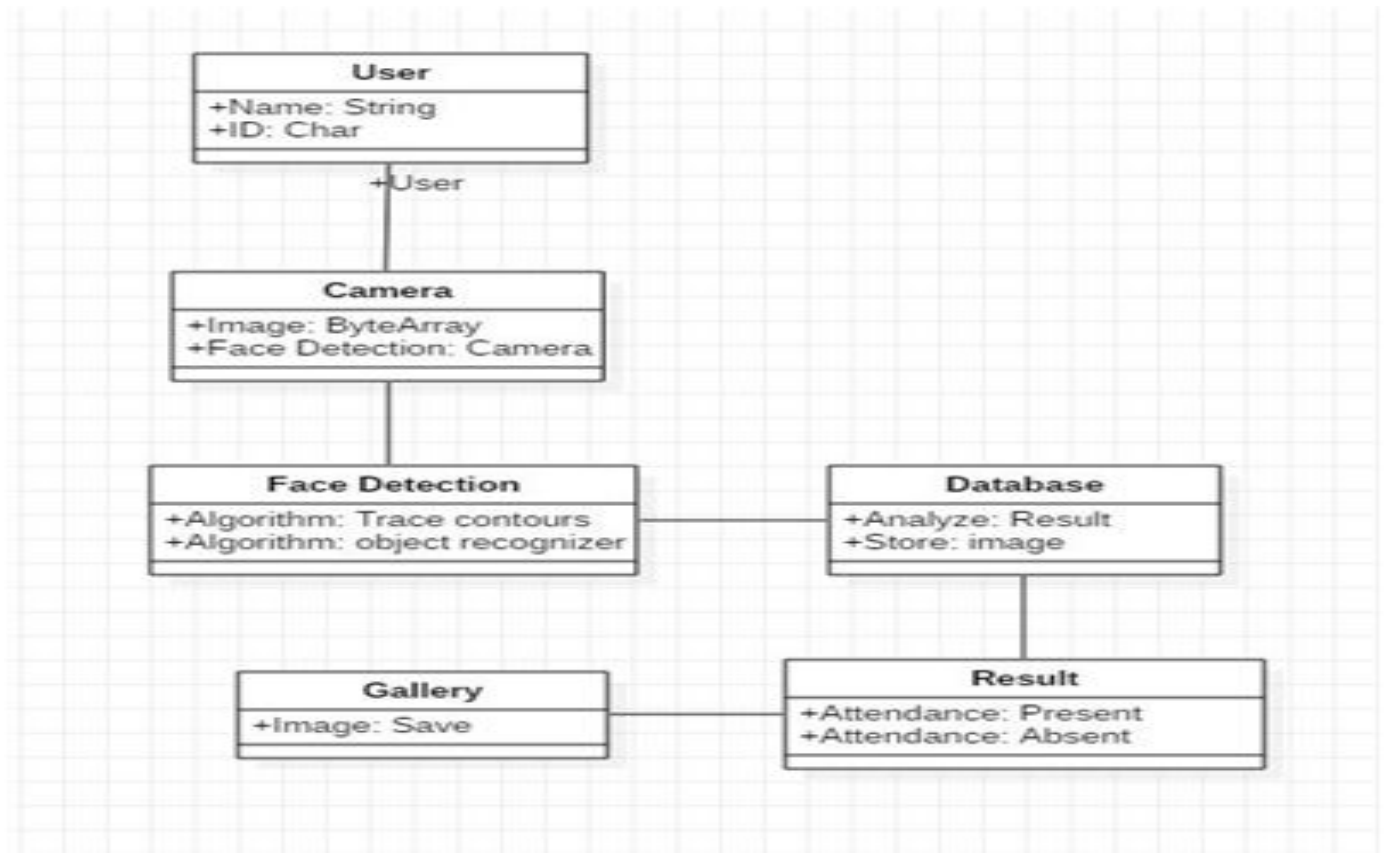 User
+Name: String
+ID: Char
+User
Camera
+Image: ByteArray
+Face Detection: Camera
Face Detection
+Algorithm: Trace contours
+Algorithm: object recognizer
Database
+Analyze: Result
+Store: image
Gallery
+Image: Save
Result
+Attendance: Present
+Attendance: Absent